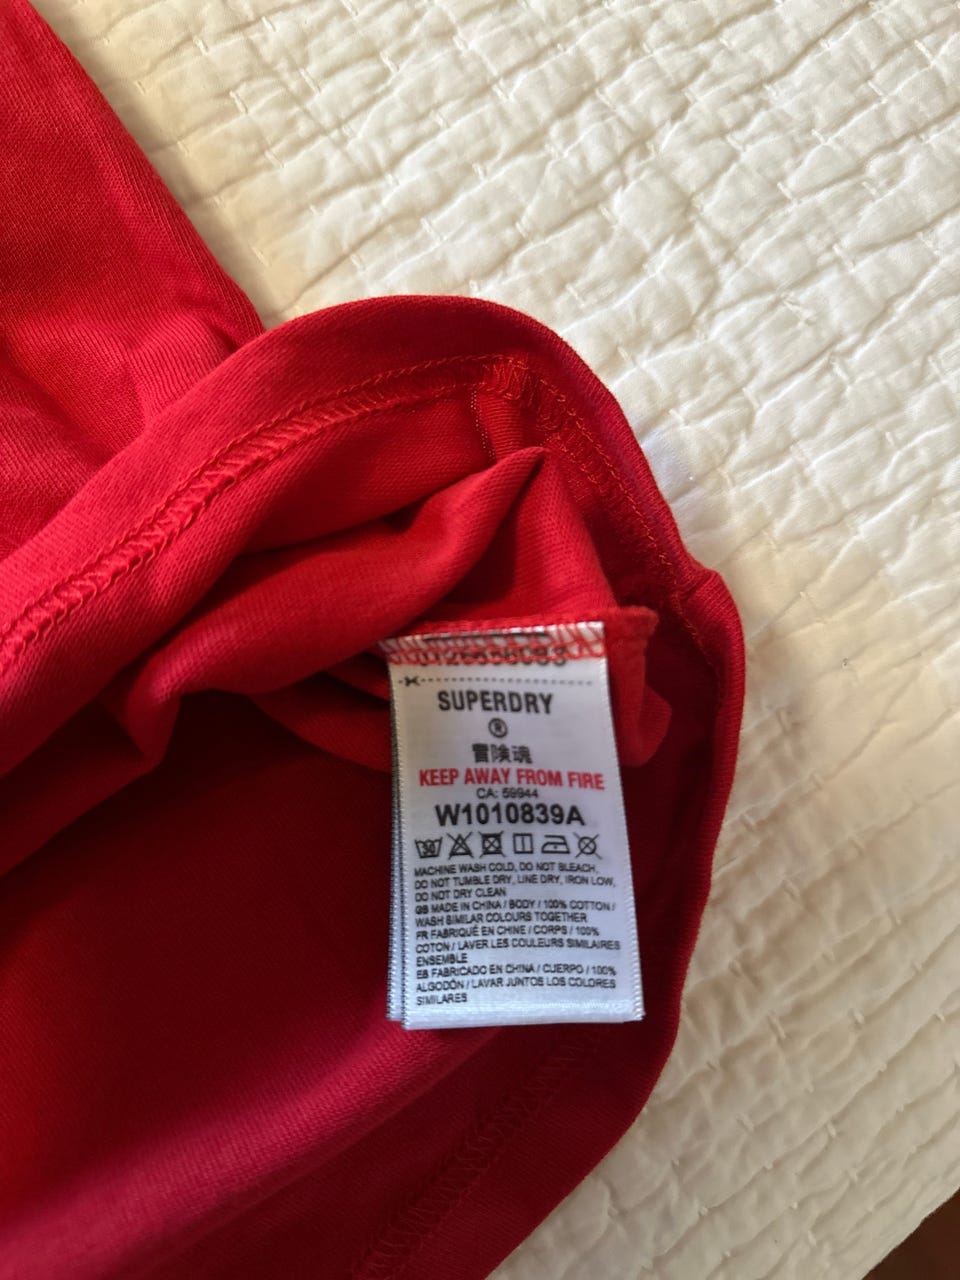 SUPERDRY
®
冒険魂
KEEP AWAY FROM FIRE
CA: 59944
W1010839A
30
MACHINE WASH COLD, DO NOT BLEACH,
DO NOT TUMBLE DRY, LINE DRY, IRON LOW,
DO NOT DRY CLEAN
GB MADE IN CHINA / BODY / 100% COTTON /
WASH SIMILAR COLOURS TOGETHER
FR FABRIQUÉ EN CHINE / CORPS / 100%
COTON / LAVER LES COULEURS SIMILAIRES
ENSEMBLE
ES FABRICADO EN CHINA / CUERPO / 100%
ALGODÓN / LAVAR JUNTOS LOS COLORES
SIMILARES